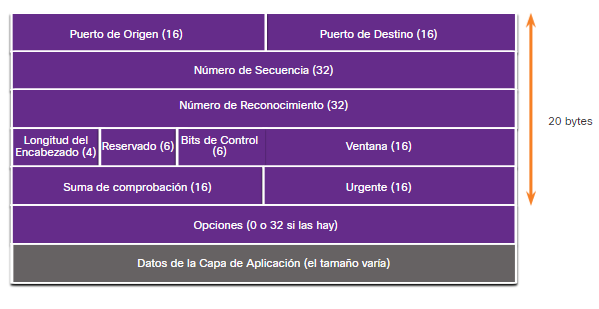 Puerto de Origen (16)
Puerto de Destino (16)
Número de Secuencia (32)
20 bytes
Número de Reconocimiento (32)
Longitud del
Encabezado (4)
Reservado (6)
Bits de Control
(6)
Ventana (16)
Suma de comprobación (16)
Urgente (16)
Opciones (0 o 32 si las hay)
Datos de la Capa de Aplicación (el tamaño varía)